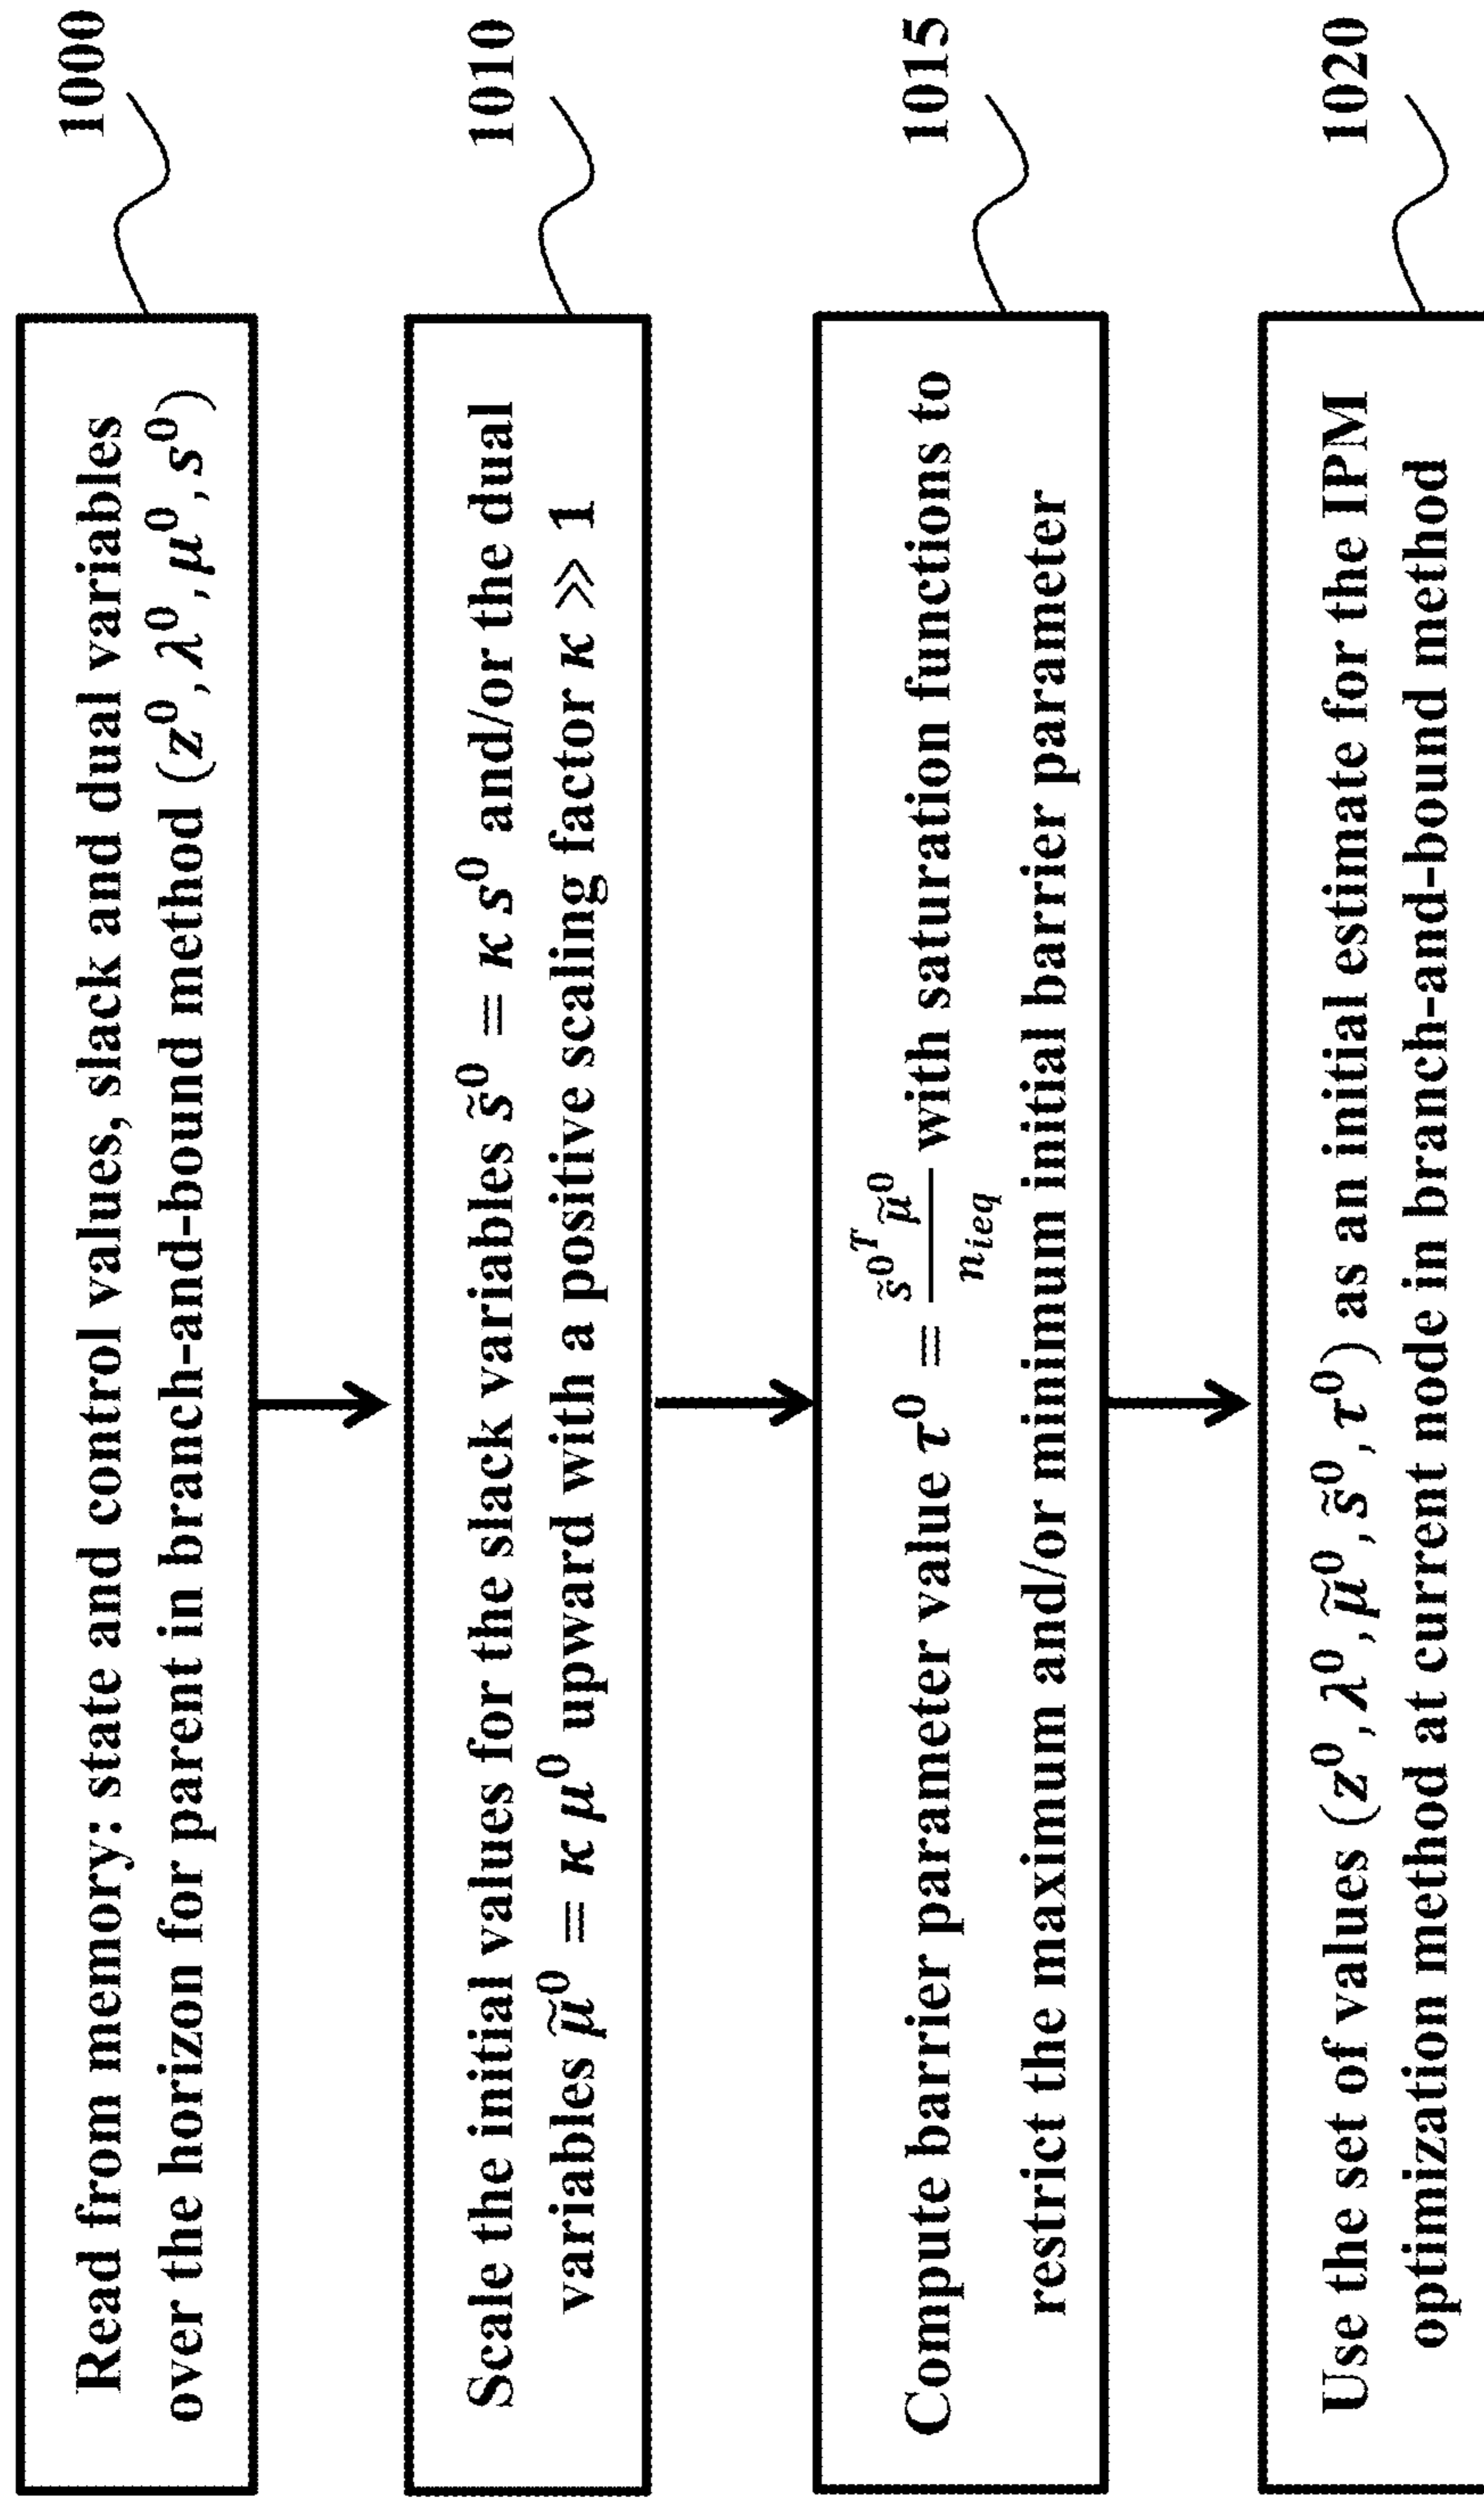 Read from memory: state and control values, slack and dual variables
over the horizon for parent in branch-and-bound method (z⁰, λ⁰, μ⁰, s⁰)
1000
Scale the initial values for the slack variables s̃⁰ = κ s⁰ and/or the dual
variables μ̃⁰ = κ μ⁰ upward with a positive scaling factor κ ≫ 1
1010
Compute barrier parameter value τ⁰ = s̃⁰ᵀ μ̃⁰ / n_ieq with saturation functions to
restrict the maximum and/or minimum initial barrier parameter
1015
Use the set of values (z⁰, λ⁰, μ̃⁰, s̃⁰, τ⁰) as an initial estimate for the IPM
optimization method at current node in branch-and-bound method
1020